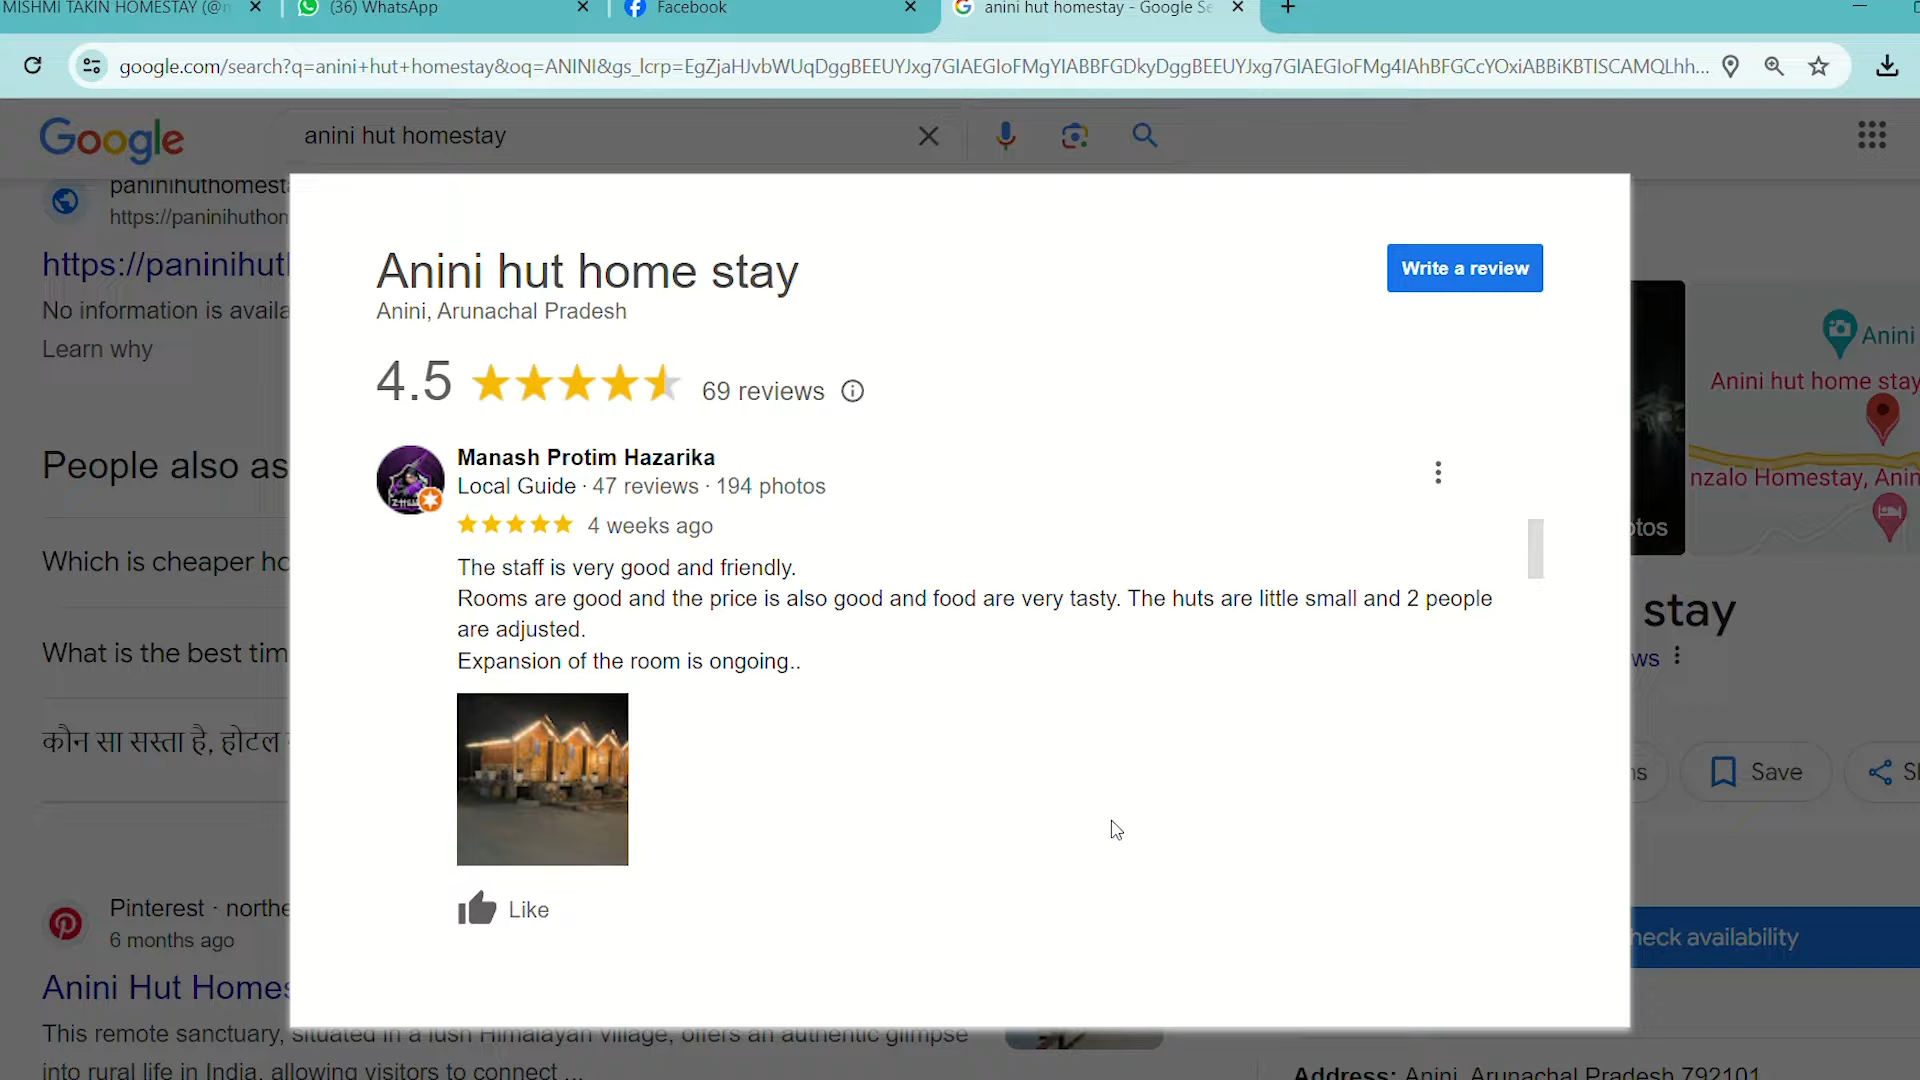 MISHMI TAKIN HOMESTAY (@
(36) WhatsApp
Facebook
anini hut homestay - Google Se
google.com/search?q=anini+hut+homestay&oq=ANINI&gs_lcrp=EgZjaHJvbWUqDggBEEUYJxg7GIAEGIoFMgYIABBFGDkyDggBEEUYJxg7GIAEGIoFMg4IAhBFGCcYOxiABBiKBTISCAMQLhh...
Google
anini hut homestay
paninihuthomesta
https://paninihuthon
https://paninihutl
No information is availa
Learn why
People also as
Which is cheaper ho
What is the best tim
कौन सा सस्ता है, होटल
Pinterest · northe
6 months ago
Anini Hut Homes
This remote sanctuary, situated in a lush Himalayan village, offers an authentic glimpse
into rural life in India, allowing visitors to connect ...
Anini hut home stay
Write a review
Anini, Arunachal Pradesh
4.5
69 reviews
Manash Protim Hazarika
Local Guide · 47 reviews · 194 photos
4 weeks ago
The staff is very good and friendly.
Rooms are good and the price is also good and food are very tasty. The huts are little small and 2 people
are adjusted.
Expansion of the room is ongoing..
Like
Anini
Anini hut home stay
nzalo Homestay, Anin
otos
stay
ws
ns
Save
Sh
heck availability
Address: Anini, Arunachal Pradesh 792101